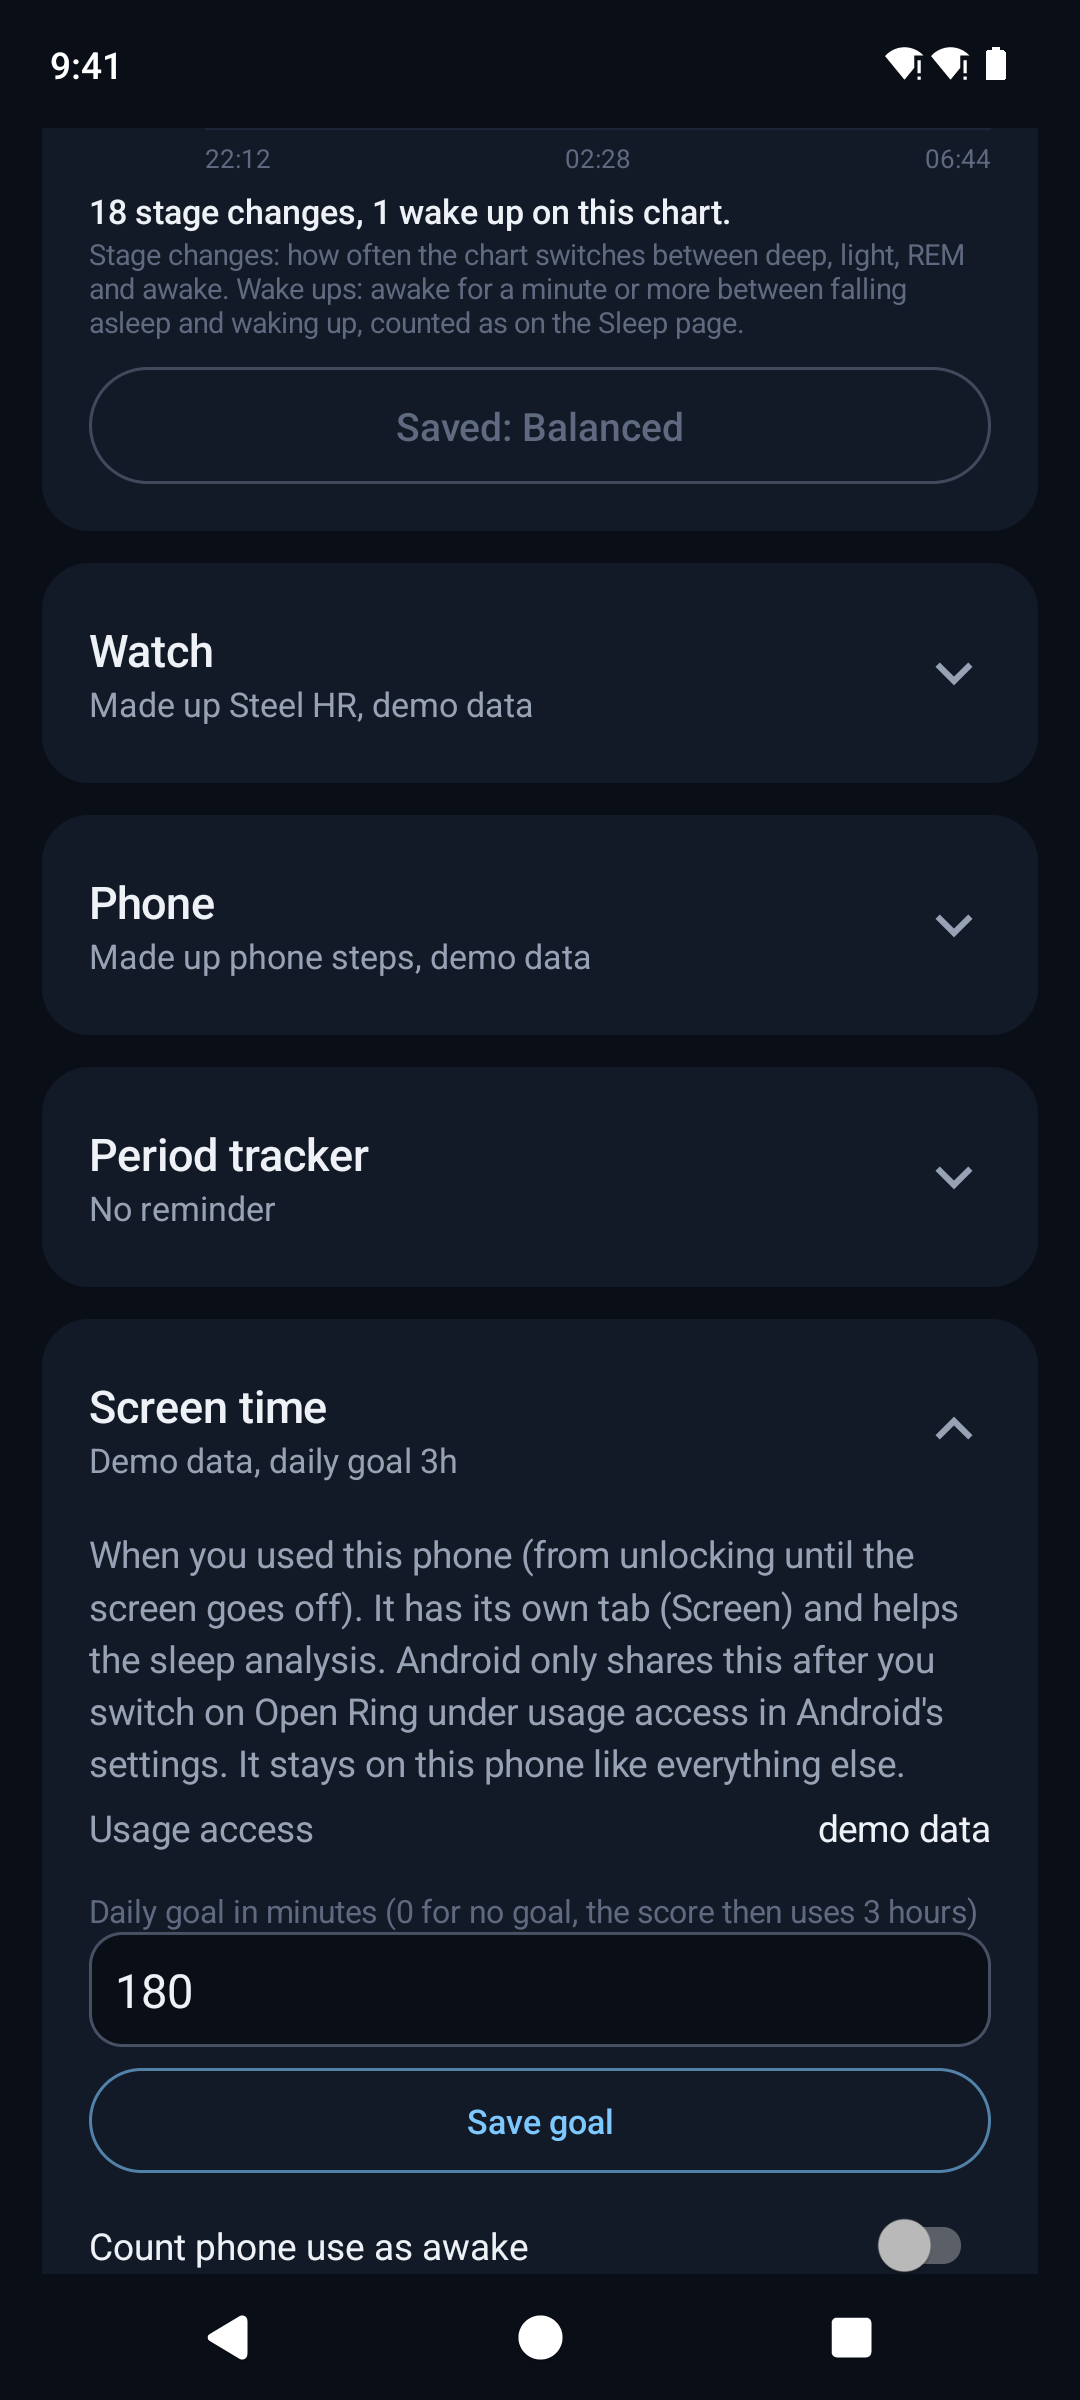 9:41
22:12 02:28 06:44
18 stage changes, 1 wake up on this chart.
Stage changes: how often the chart switches between deep, light, REM
and awake. Wake ups: awake for a minute or more between falling
asleep and waking up, counted as on the Sleep page.
Saved: Balanced
Watch
Made up Steel HR, demo data
Phone
Made up phone steps, demo data
Period tracker
No reminder
Screen time
Demo data, daily goal 3h
When you used this phone (from unlocking until the
screen goes off). It has its own tab (Screen) and helps
the sleep analysis. Android only shares this after you
switch on Open Ring under usage access in Android's
settings. It stays on this phone like everything else.
Usage access demo data
Daily goal in minutes (0 for no goal, the score then uses 3 hours)
180
Save goal
Count phone use as awake